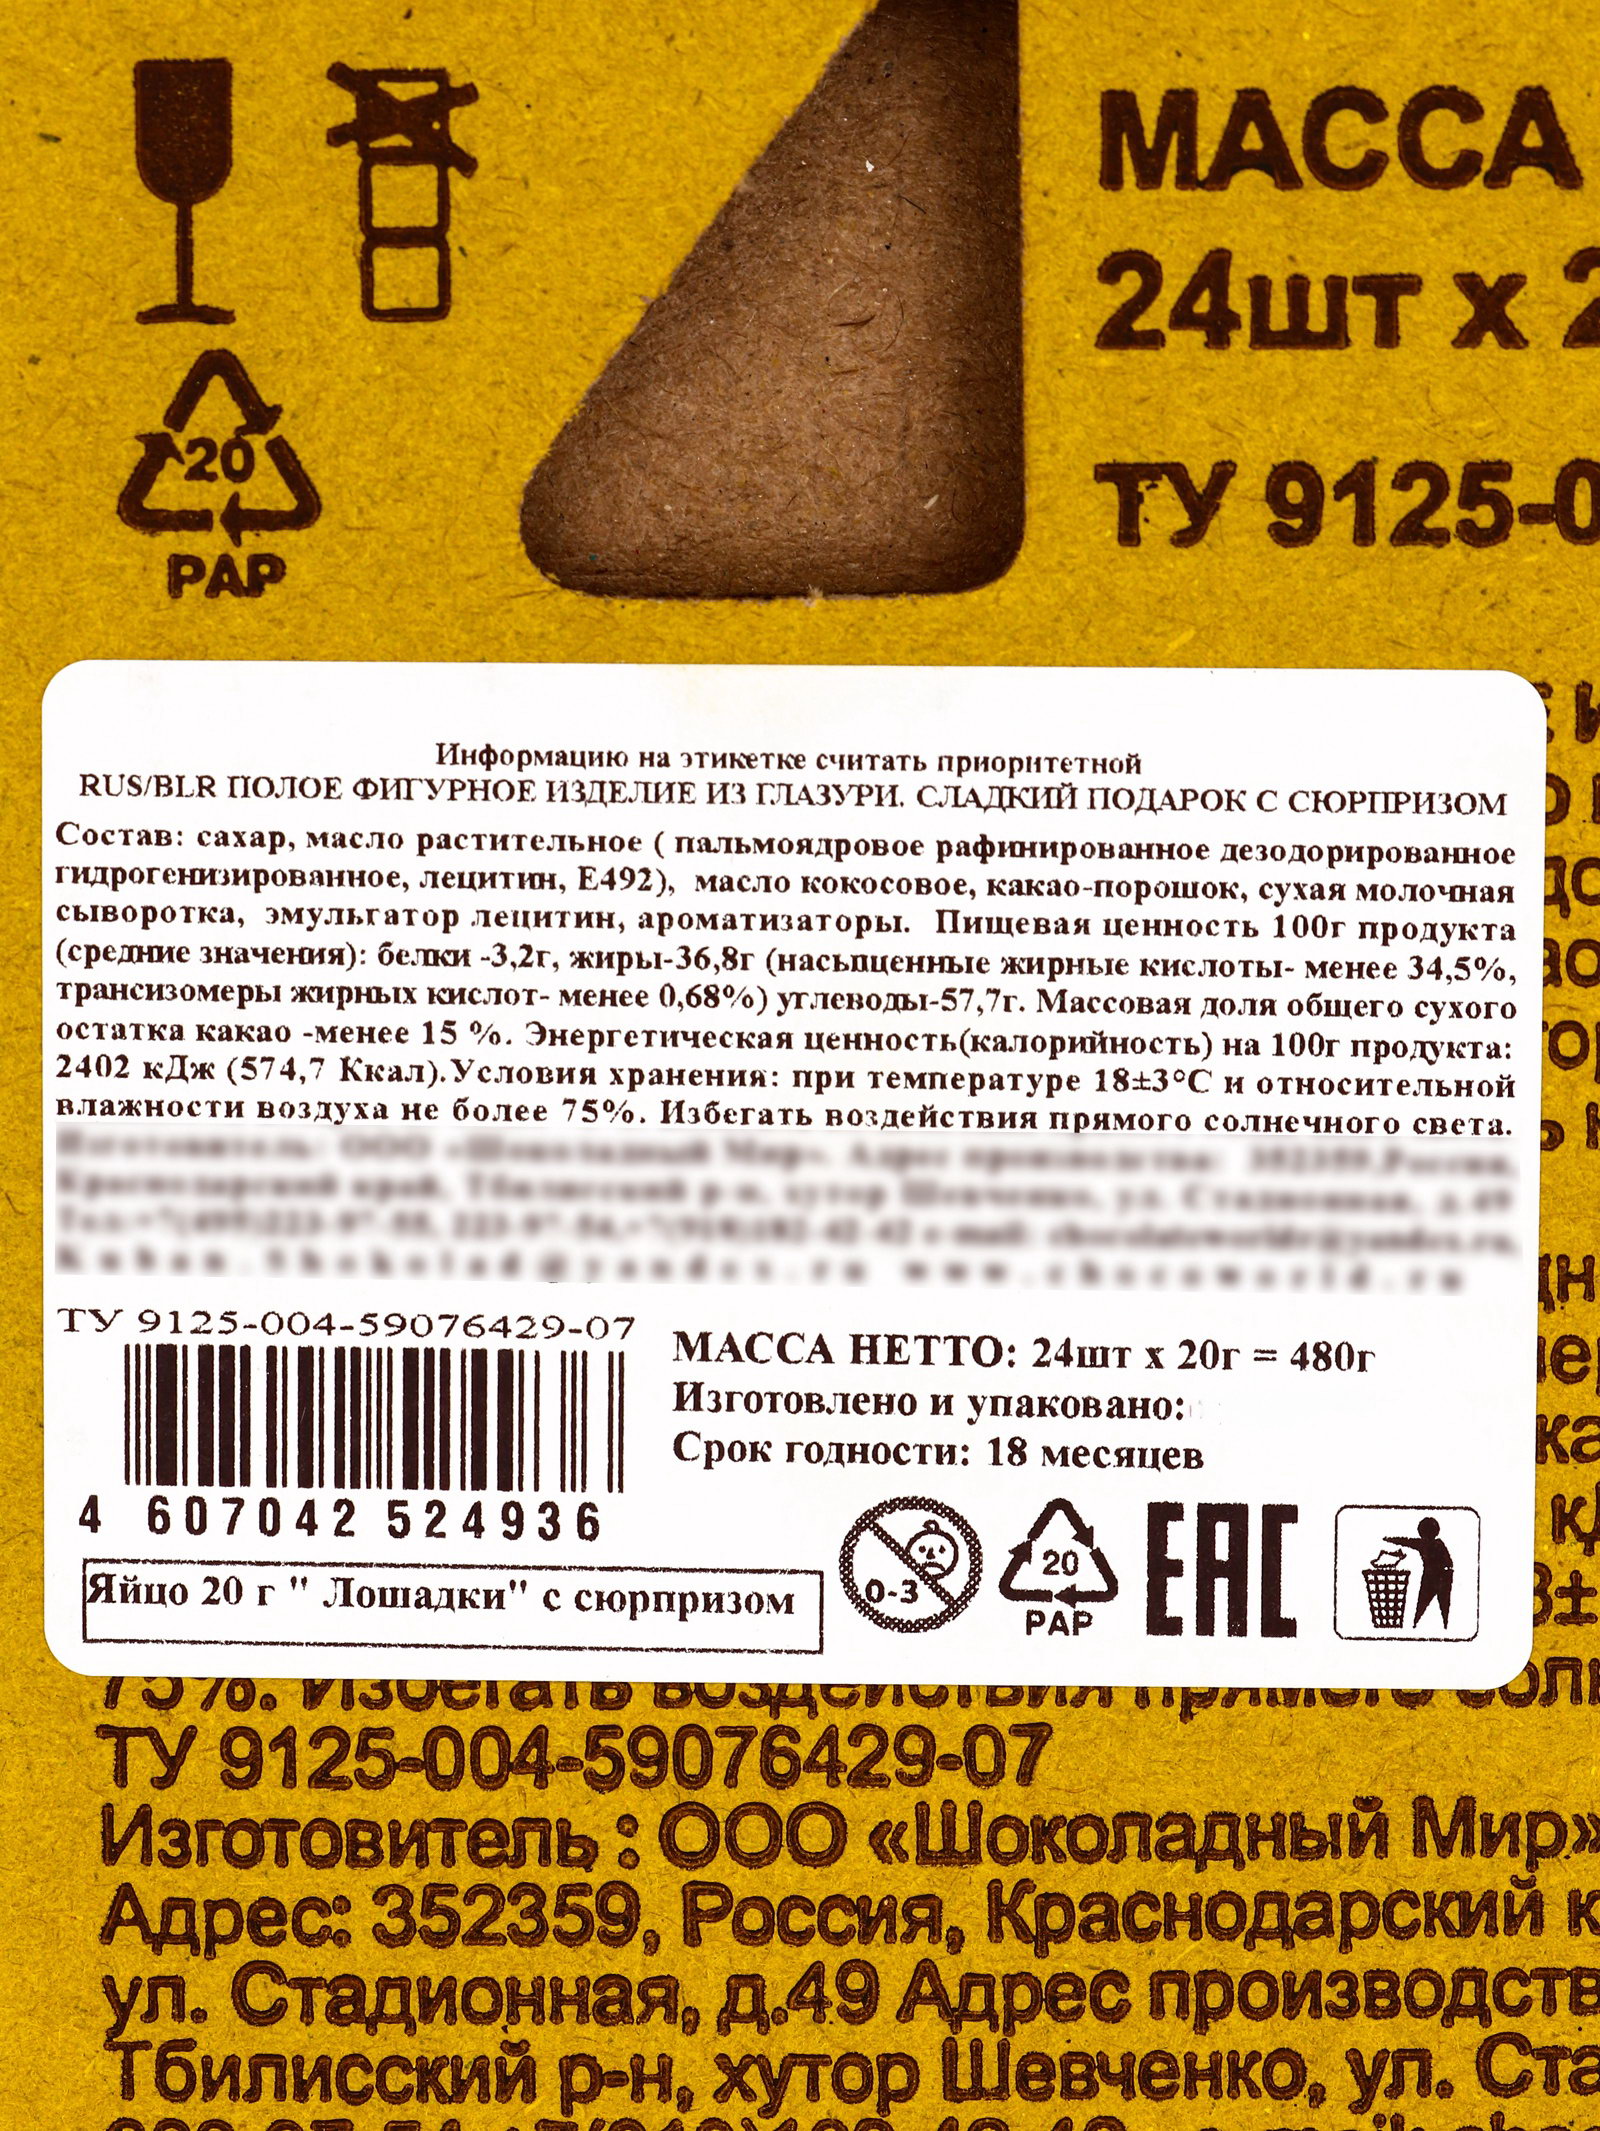 МАССА
24шт х 2
20
PAP
ТУ 9125-0
Информацию на этикетке считать приоритетной
RUS/BLR ПОЛОЕ ФИГУРНОЕ ИЗДЕЛИЕ ИЗ ГЛАЗУРИ. СЛАДКИЙ ПОДАРОК С СЮРПРИЗОМ
Состав: сахар, масло растительное ( пальмоядровое рафинированное дезодорированное
гидрогенизированное, лецитин, Е492), масло кокосовое, какао-порошок, сухая молочная
сыворотка, эмульгатор лецитин, ароматизаторы. Пищевая ценность 100г продукта
(средние значения): белки -3,2г, жиры-36,8г (насыщенные жирные кислоты- менее 34,5%,
трансизомеры жирных кислот- менее 0,68%) углеводы-57,7г. Массовая доля общего сухого
остатка какао -менее 15 %. Энергетическая ценность(калорийность) на 100г продукта:
2402 кДж (574,7 Ккал).Условия хранения: при температуре 18±3°С и относительной
влажности воздуха не более 75%. Избегать воздействия прямого солнечного света.
ТУ 9125-004-59076429-07
МАССА НЕТТО: 24шт х 20г = 480г
Изготовлено и упаковано:
Срок годности: 18 месяцев
4 607042 524936
Яйцо 20 г " Лошадки" с сюрпризом
0-3
20
PAP
EAC
75%. Избегать воздействия прямого солн
ТУ 9125-004-59076429-07
Изготовитель : ООО «Шоколадный Мир»
Адрес: 352359, Россия, Краснодарский к
ул. Стадионная, д.49 Адрес производств
Тбилисский р-н, хутор Шевченко, ул. Ста